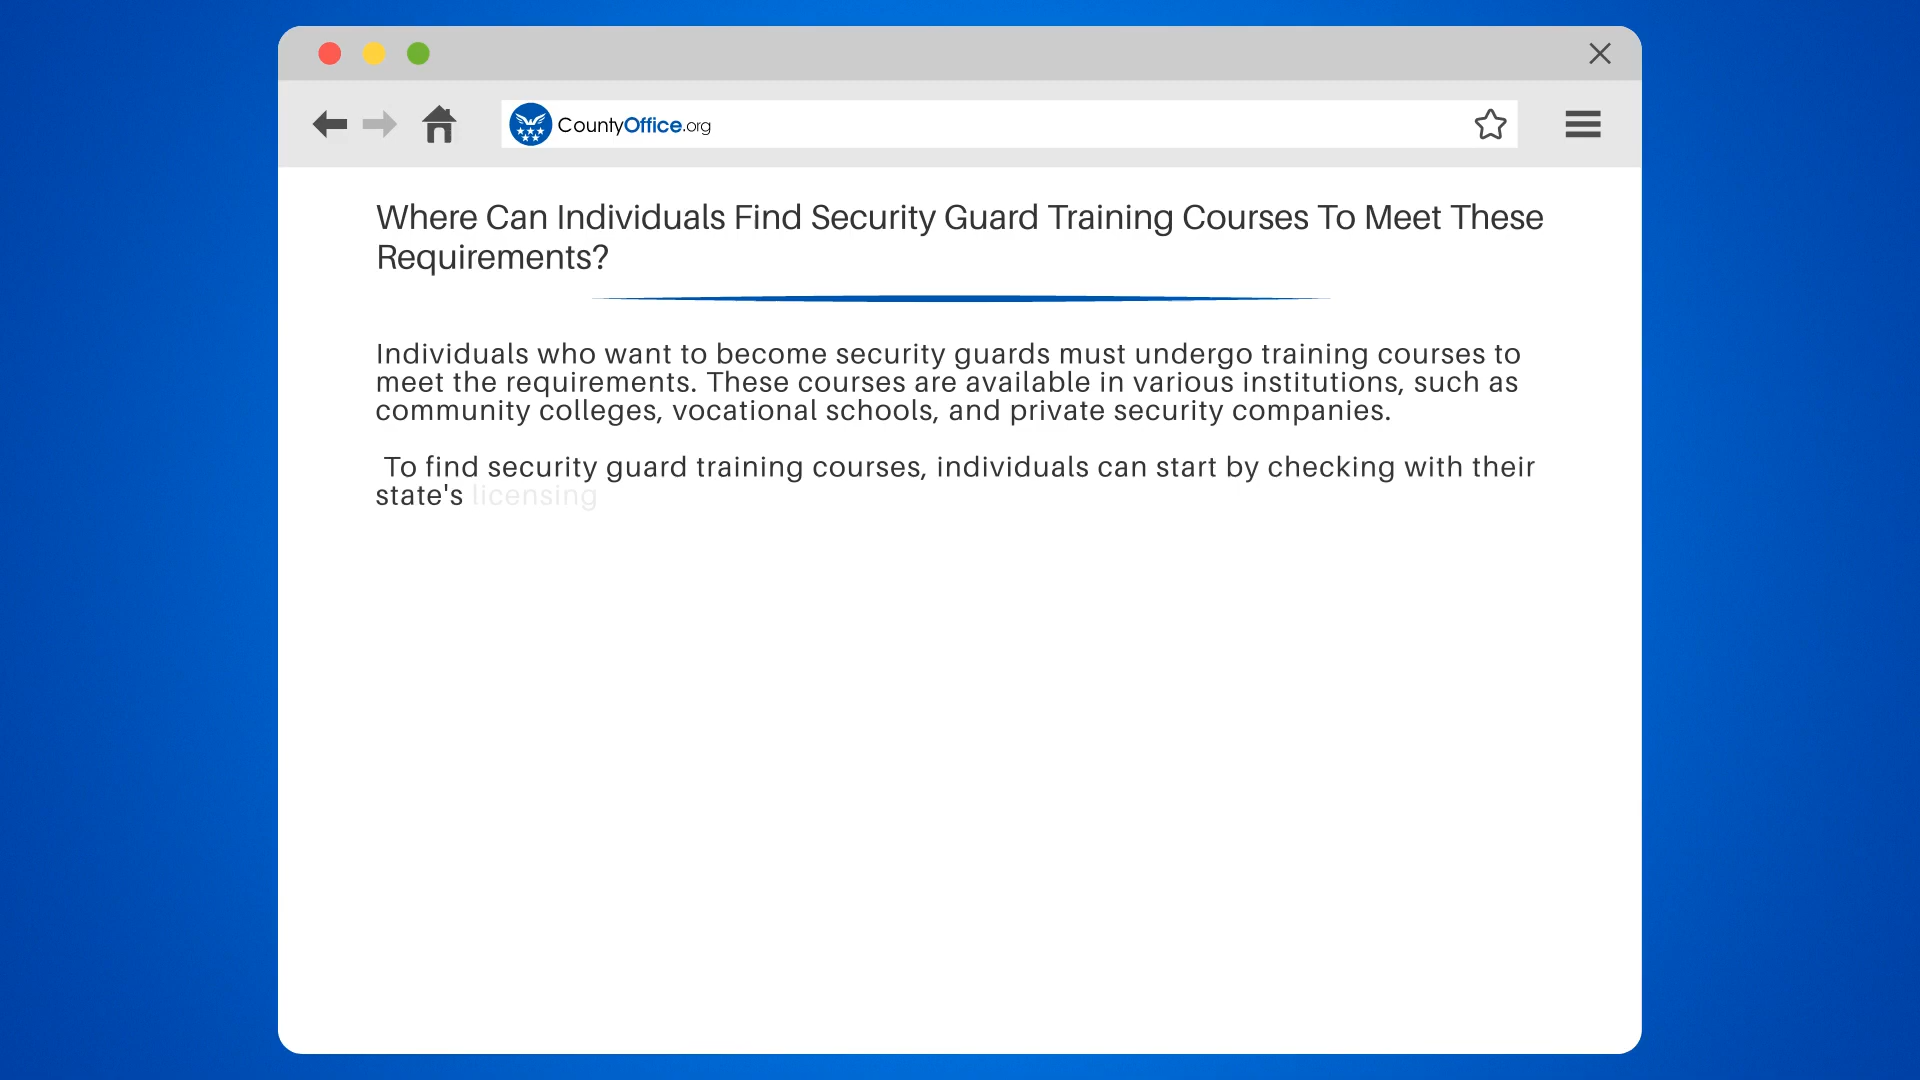 CountyOffice.org
Where Can Individuals Find Security Guard Training Courses To Meet These
Requirements?
Individuals who want to become security guards must undergo training courses to
meet the requirements. These courses are available in various institutions, such as
community colleges, vocational schools, and private security companies.
To find security guard training courses, individuals can start by checking with their
state's licensing